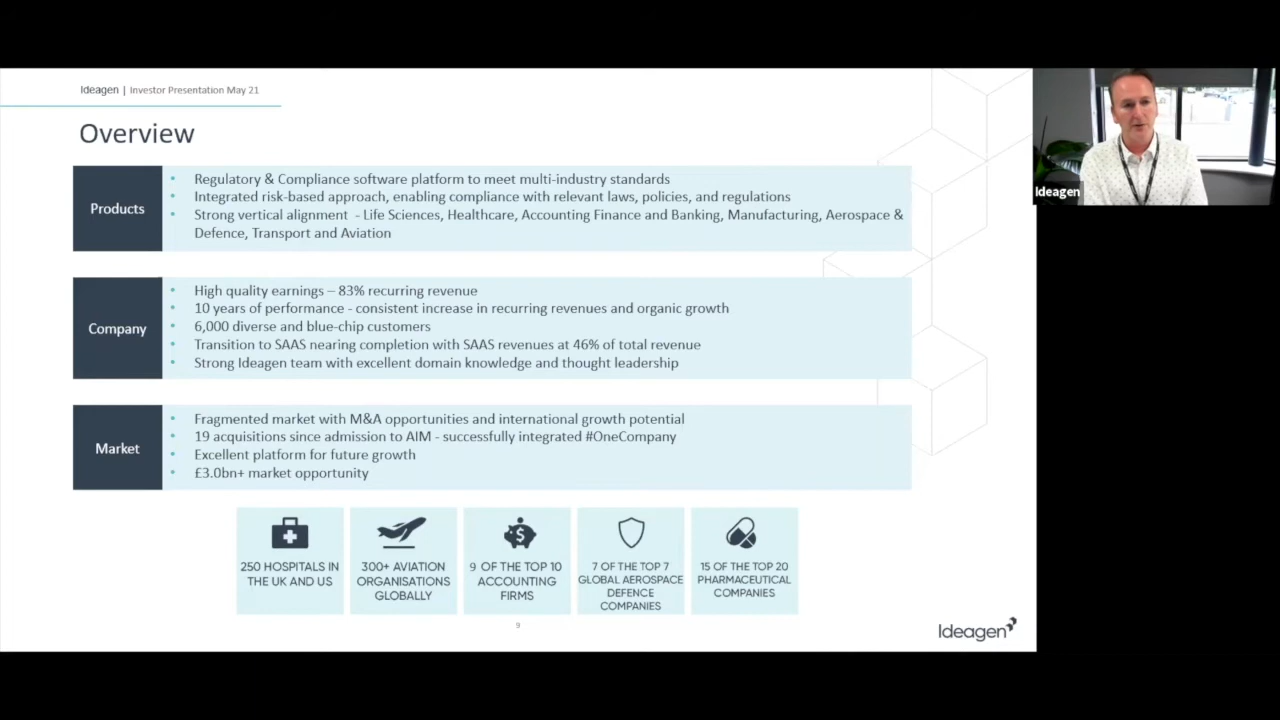 Ideagen | Investor Presentation May 21
Overview
Products
• Regulatory & Compliance software platform to meet multi-industry standards
• Integrated risk-based approach, enabling compliance with relevant laws, policies, and regulations
• Strong vertical alignment - Life Sciences, Healthcare, Accounting Finance and Banking, Manufacturing, Aerospace &
Defence, Transport and Aviation
Company
• High quality earnings – 83% recurring revenue
• 10 years of performance - consistent increase in recurring revenues and organic growth
• 6,000 diverse and blue-chip customers
• Transition to SAAS nearing completion with SAAS revenues at 46% of total revenue
• Strong Ideagen team with excellent domain knowledge and thought leadership
Market
• Fragmented market with M&A opportunities and international growth potential
• 19 acquisitions since admission to AIM - successfully integrated #OneCompany
• Excellent platform for future growth
• £3.0bn+ market opportunity
250 HOSPITALS IN
THE UK AND US
300+ AVIATION
ORGANISATIONS
GLOBALLY
$
9 OF THE TOP 10
ACCOUNTING
FIRMS
7 OF THE TOP 7
GLOBAL AEROSPACE
DEFENCE
COMPANIES
15 OF THE TOP 20
PHARMACEUTICAL
COMPANIES
9
Ideagen
Ideagen